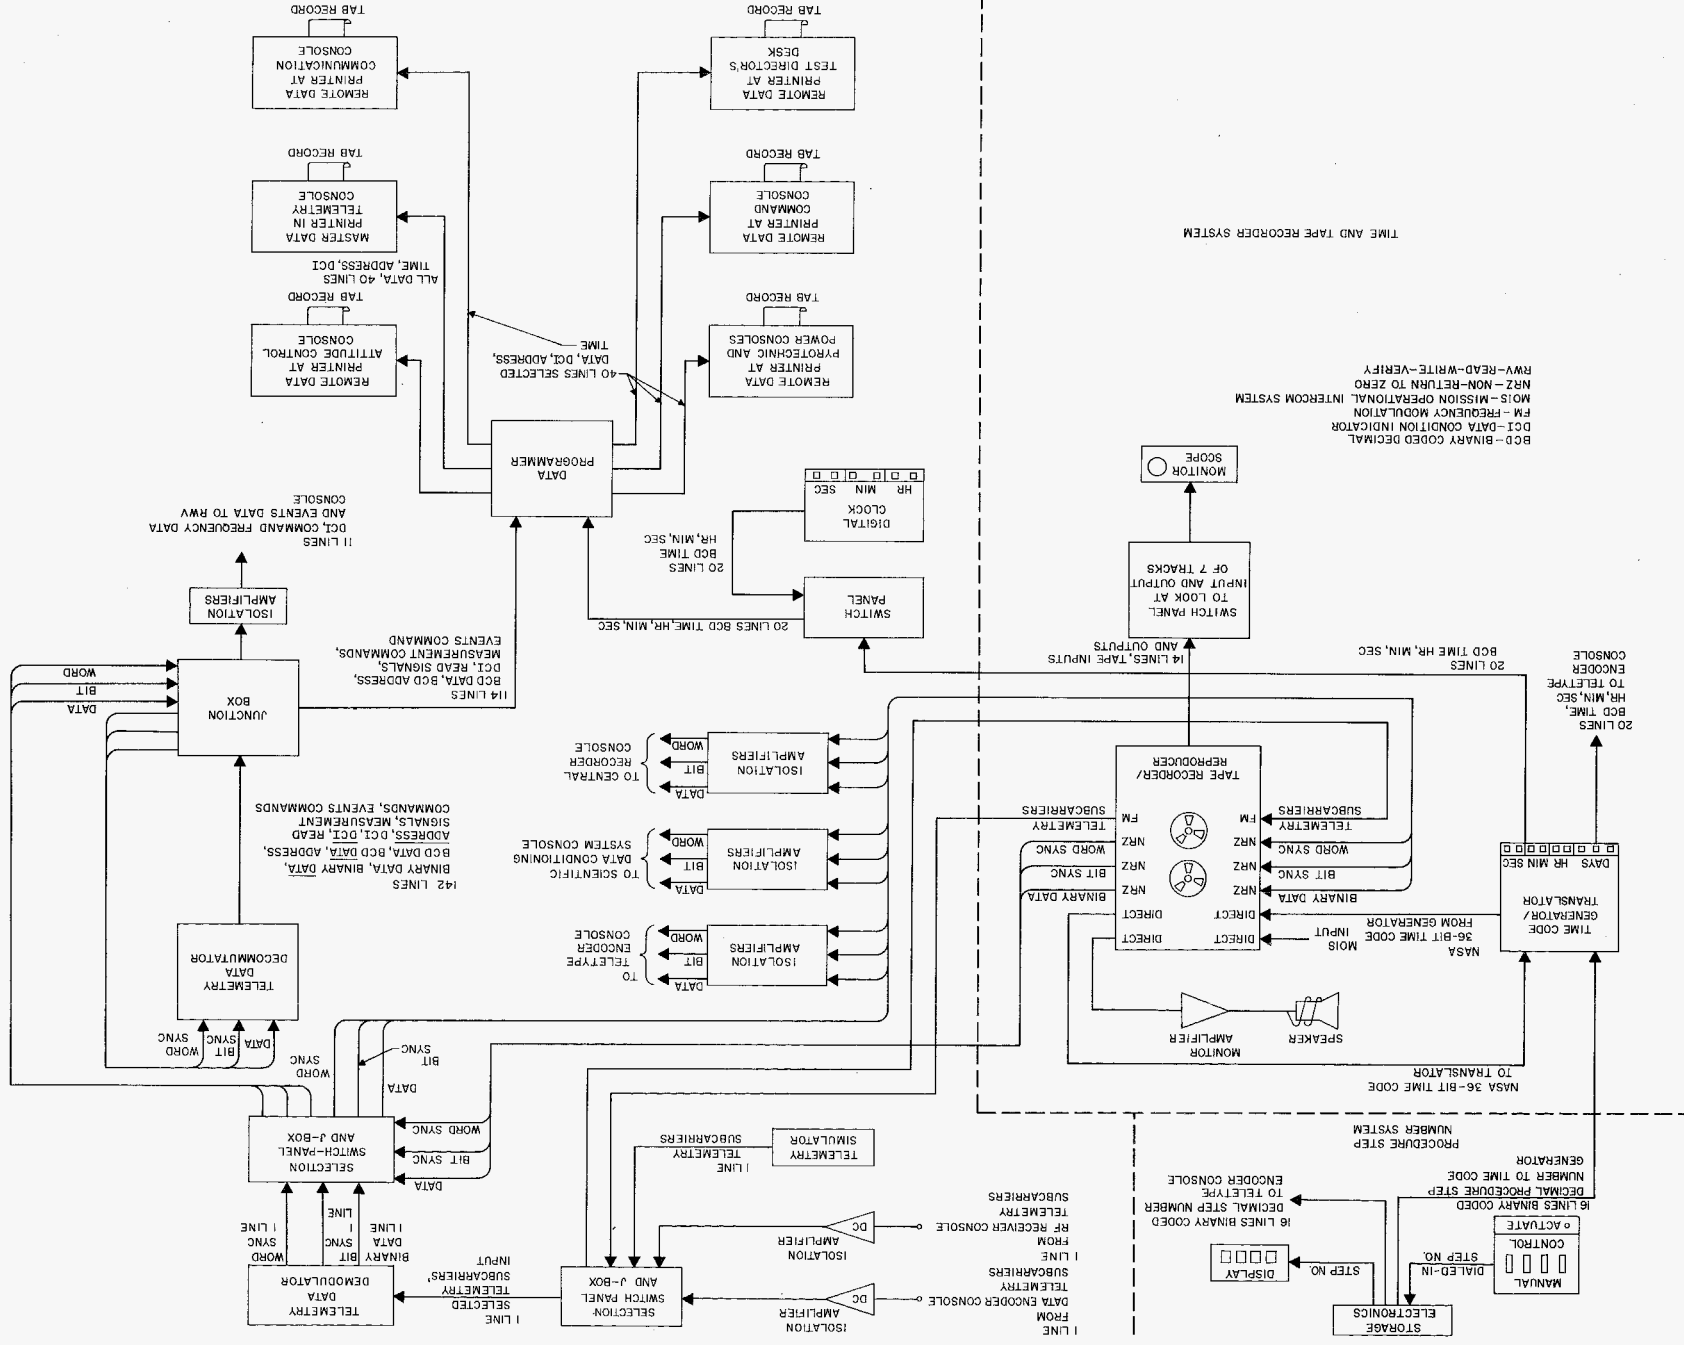 STORAGE
ELECTRONICS
MANUAL
CONTROL
ACTUATE
DIALED-IN
STEP NO.
STEP NO.
DISPLAY
16 LINES BINARY CODED
DECIMAL PROCEDURE STEP
NUMBER TO TIME CODE
GENERATOR
16 LINES BINARY CODED
DECIMAL STEP NUMBER
TO TELETYPE
ENCODER CONSOLE
PROCEDURE STEP
NUMBER SYSTEM
1 LINE
FROM
DATA ENCODER CONSOLE
TELEMETRY
SUBCARRIERS
ISOLATION
AMPLIFIER
DC
1 LINE
FROM
RF RECEIVER CONSOLE
TELEMETRY
SUBCARRIERS
ISOLATION
AMPLIFIER
DC
SELECTION-
SWITCH PANEL
AND J-BOX
1 LINE
SELECTED
TELEMETRY
SUBCARRIERS'
INPUT
TELEMETRY
DATA
DEMODULATOR
TELEMETRY
SIMULATOR
1 LINE
TELEMETRY
SUBCARRIERS
BINARY
DATA
1 LINE
BIT
SYNC
1
LINE
WORD
SYNC
1 LINE
SELECTION
SWITCH-PANEL
AND J-BOX
DATA
BIT SYNC
WORD SYNC
DATA
BIT
SYNC
WORD
SYNC
NASA 36-BIT TIME CODE
TO TRANSLATOR
SPEAKER
MONITOR
AMPLIFIER
TIME CODE
GENERATOR/
TRANSLATOR
DAYS
HR
MIN
SEC
NASA
36-BIT TIME CODE
FROM GENERATOR
MOIS
INPUT
DIRECT
DIRECT
DIRECT
DIRECT
BINARY DATA
NRZ
NRZ
BINARY DATA
BIT SYNC
NRZ
NRZ
BIT SYNC
WORD SYNC
NRZ
NRZ
WORD SYNC
TELEMETRY
SUBCARRIERS
FM
FM
TELEMETRY
SUBCARRIERS
TAPE RECORDER/
REPRODUCER
20 LINES
BCD TIME,
HR, MIN, SEC
TO TELETYPE
ENCODER
CONSOLE
20 LINES
BCD TIME HR, MIN, SEC
14 LINES, TAPE INPUTS
AND OUTPUTS
SWITCH PANEL
TO LOOK AT
INPUT AND OUTPUT
OF 7 TRACKS
MONITOR
SCOPE
ISOLATION
AMPLIFIERS
DATA
BIT
WORD
TO
TELETYPE
ENCODER
CONSOLE
ISOLATION
AMPLIFIERS
DATA
BIT
WORD
TO SCIENTIFIC
DATA CONDITIONING
SYSTEM CONSOLE
ISOLATION
AMPLIFIERS
DATA
BIT
WORD
TO CENTRAL
RECORDER
CONSOLE
DATA
BIT
SYNC
WORD
SYNC
TELEMETRY
DATA
DECOMMUTATOR
142 LINES
BINARY DATA, BINARY DATA,
BCD DATA, BCD DATA, ADDRESS,
ADDRESS, DCI, DCI, READ
SIGNALS, MEASUREMENT
COMMANDS, EVENTS COMMANDS
JUNCTION
BOX
DATA
BIT
WORD
114 LINES
BCD DATA, BCD ADDRESS,
DCI, READ SIGNALS,
MEASUREMENT COMMANDS,
EVENTS COMMAND
ISOLATION
AMPLIFIERS
11 LINES
DCI, COMMAND FREQUENCY DATA
AND EVENTS DATA TO RWV
CONSOLE
SWITCH
PANEL
20 LINES BCD TIME, HR, MIN, SEC
20 LINES
BCD TIME
HR, MIN, SEC
DIGITAL
CLOCK
HR
MIN
SEC
DATA
PROGRAMMER
BCD-BINARY CODED DECIMAL
DCI-DATA CONDITION INDICATOR
FM-FREQUENCY MODULATION
MOIS-MISSION OPERATIONAL INTERCOM SYSTEM
NRZ-NON-RETURN TO ZERO
RWV-READ-WRITE-VERIFY
REMOTE DATA
PRINTER AT
PYROTECHNIC AND
POWER CONSOLES
TAB RECORD
40 LINES SELECTED
DATA, DCI, ADDRESS,
TIME
REMOTE DATA
PRINTER AT
ATTITUDE CONTROL
CONSOLE
TAB RECORD
ALL DATA, 40 LINES
TIME, ADDRESS, DCI
TIME AND TAPE RECORDER SYSTEM
REMOTE DATA
PRINTER AT
COMMAND
CONSOLE
TAB RECORD
MASTER DATA
PRINTER IN
TELEMETRY
CONSOLE
TAB RECORD
REMOTE DATA
PRINTER AT
TEST DIRECTOR'S
DESK
TAB RECORD
REMOTE DATA
PRINTER AT
COMMUNICATION
CONSOLE
TAB RECORD